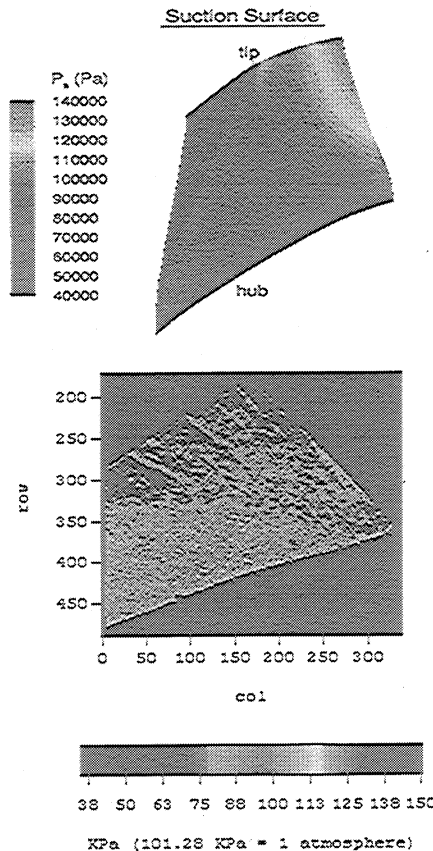 Suction Surface
tip
Ps (Pa)
140000
130000
120000
110000
100000
90000
80000
70000
60000
50000
40000
hub
200
250
300
350
400
450
row
0 50 100 150 200 250 300
col
38 50 63 75 88 100 113 125 138 150
KPa (101.28 KPa = 1 atmosphere)